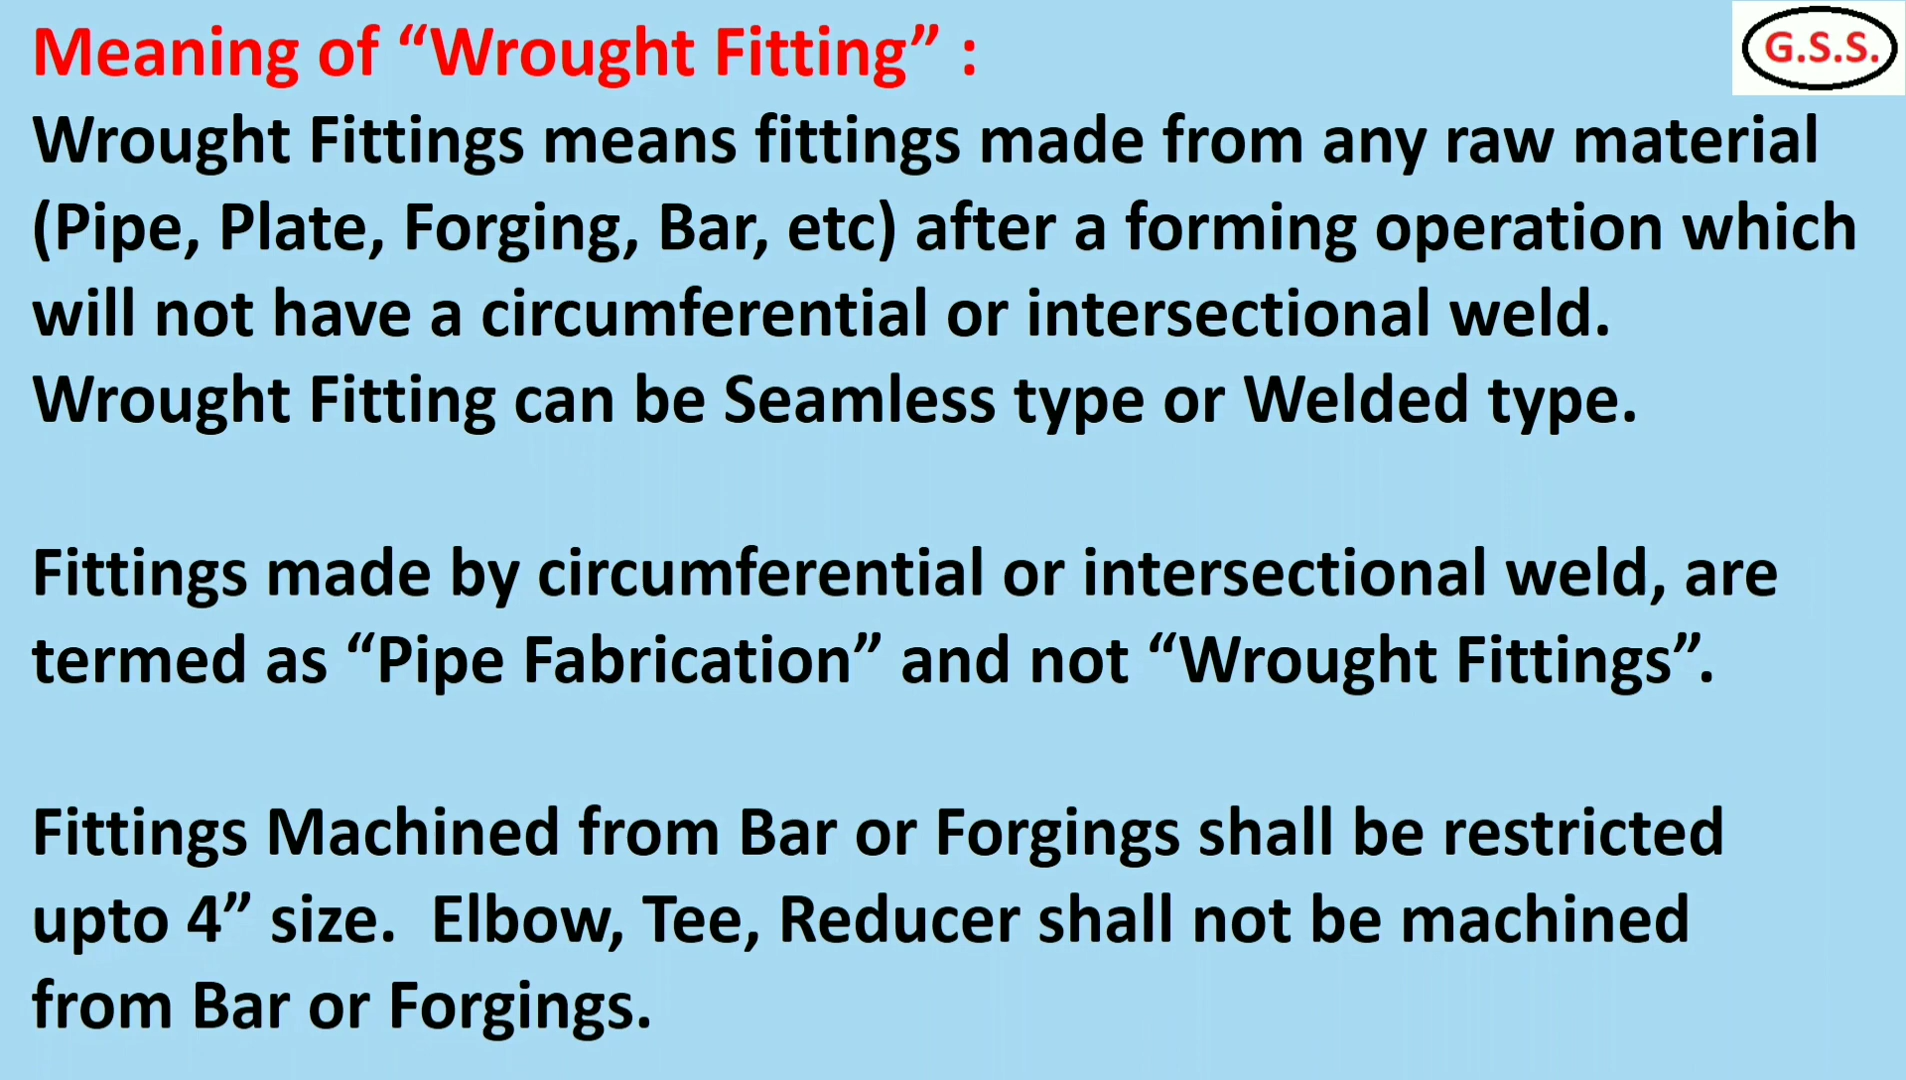 Meaning of “Wrought Fitting” :
G.S.S.
Wrought Fittings means fittings made from any raw material
(Pipe, Plate, Forging, Bar, etc) after a forming operation which
will not have a circumferential or intersectional weld.
Wrought Fitting can be Seamless type or Welded type.
Fittings made by circumferential or intersectional weld, are
termed as “Pipe Fabrication” and not “Wrought Fittings”.
Fittings Machined from Bar or Forgings shall be restricted
upto 4” size.  Elbow, Tee, Reducer shall not be machined
from Bar or Forgings.